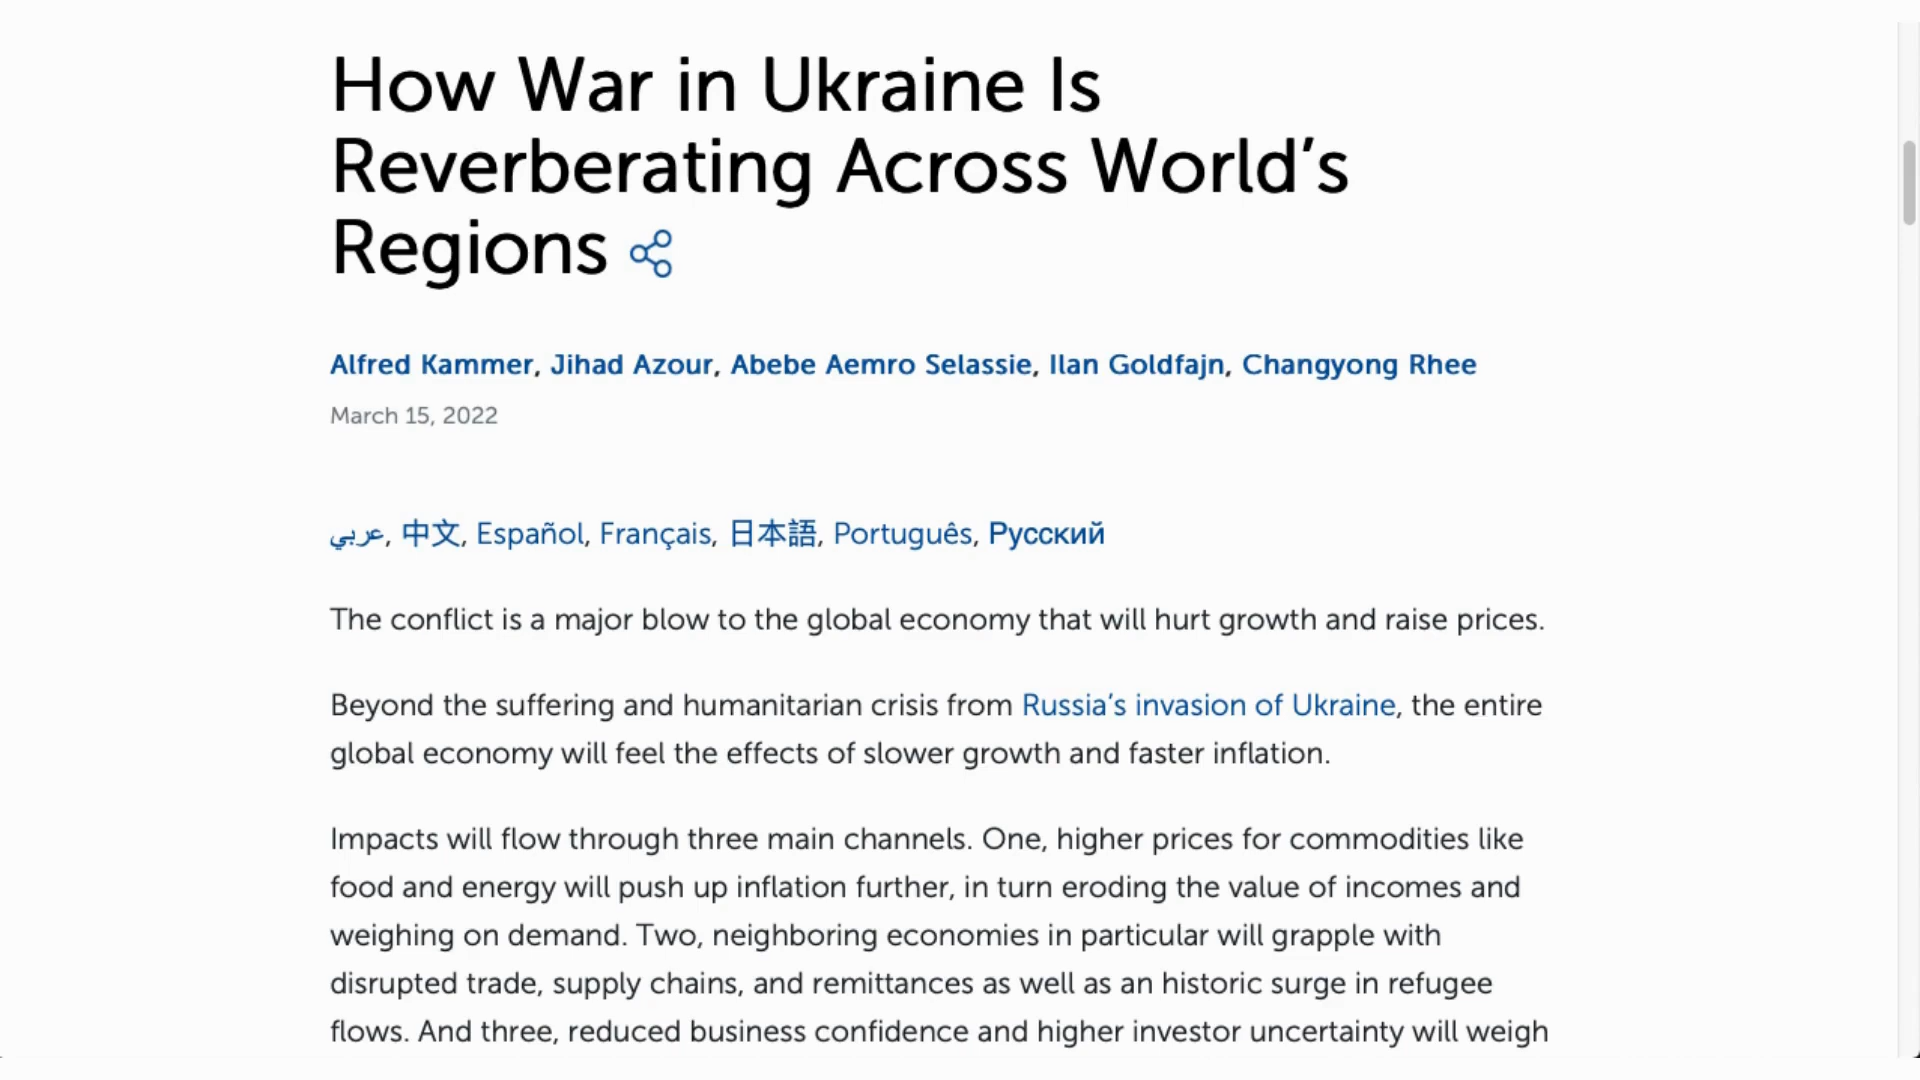 How War in Ukraine Is
Reverberating Across World’s
Regions
Alfred Kammer, Jihad Azour, Abebe Aemro Selassie, Ilan Goldfajn, Changyong Rhee
March 15, 2022
عربي, 中文, Español, Français, 日本語, Português, Русский
The conflict is a major blow to the global economy that will hurt growth and raise prices.
Beyond the suffering and humanitarian crisis from Russia’s invasion of Ukraine, the entire
global economy will feel the effects of slower growth and faster inflation.
Impacts will flow through three main channels. One, higher prices for commodities like
food and energy will push up inflation further, in turn eroding the value of incomes and
weighing on demand. Two, neighboring economies in particular will grapple with
disrupted trade, supply chains, and remittances as well as an historic surge in refugee
flows. And three, reduced business confidence and higher investor uncertainty will weigh